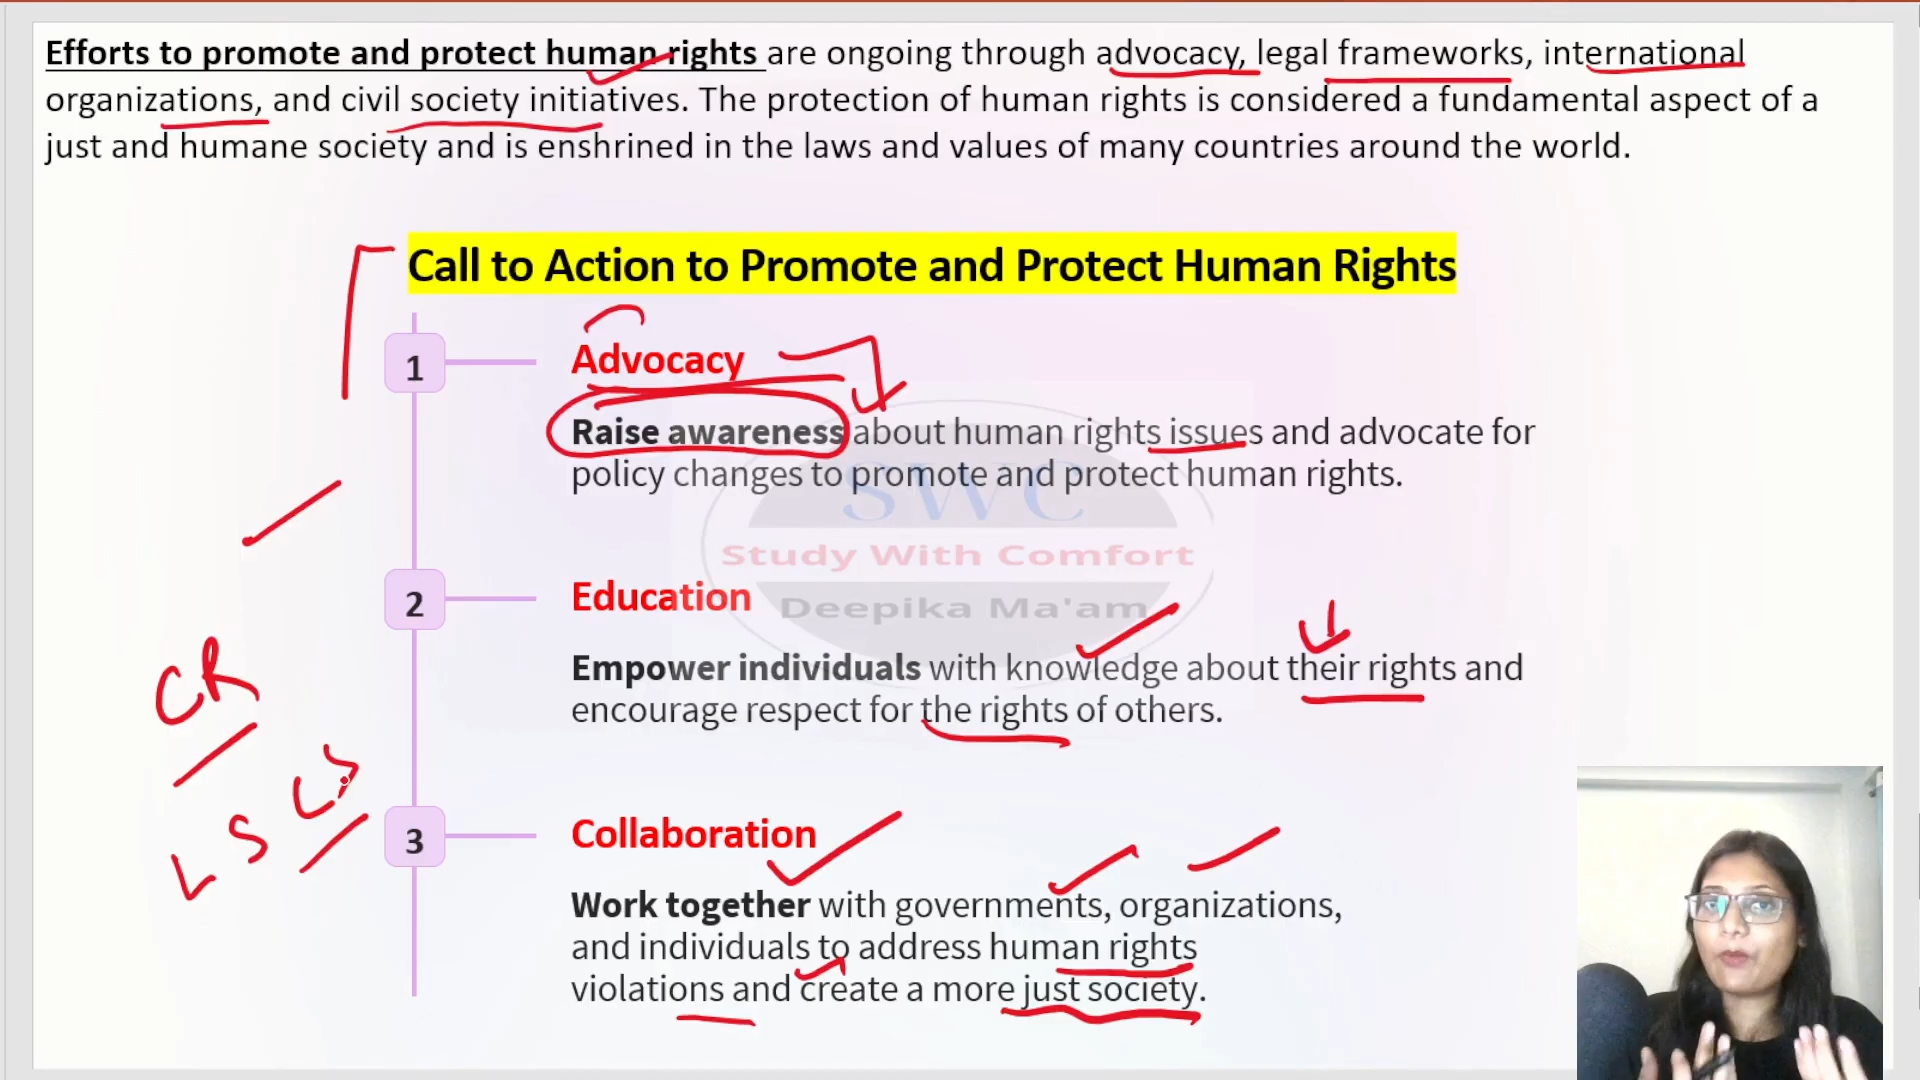 Efforts to promote and protect human rights are ongoing through advocacy, legal frameworks, international
organizations, and civil society initiatives. The protection of human rights is considered a fundamental aspect of a
just and humane society and is enshrined in the laws and values of many countries around the world.
Call to Action to Promote and Protect Human Rights
1
Advocacy
Raise awareness about human rights issues and advocate for
policy changes to promote and protect human rights.
SWC
Study With Comfort
Deepika Ma'am
2
Education
Empower individuals with knowledge about their rights and
encourage respect for the rights of others.
CR
LS
3
Collaboration
Work together with governments, organizations,
and individuals to address human rights
violations and create a more just society.